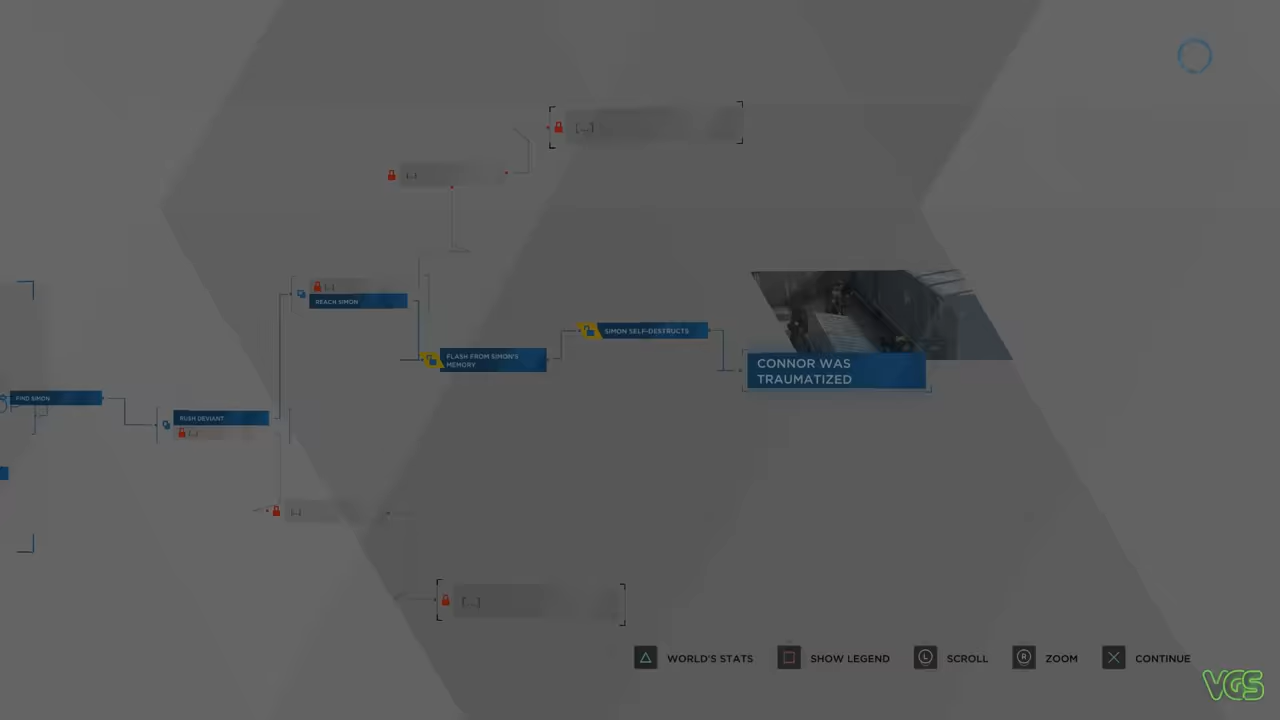 [...]
[...]
[...]
REACH SIMON
SIMON SELF-DESTRUCTS
FLASH FROM SIMON'S
MEMORY
CONNOR WAS
TRAUMATIZED
FIND SIMON
RUSH DEVIANT
[...]
[...]
[...]
WORLD'S STATS
SHOW LEGEND
L
SCROLL
R
ZOOM
CONTINUE
VGS